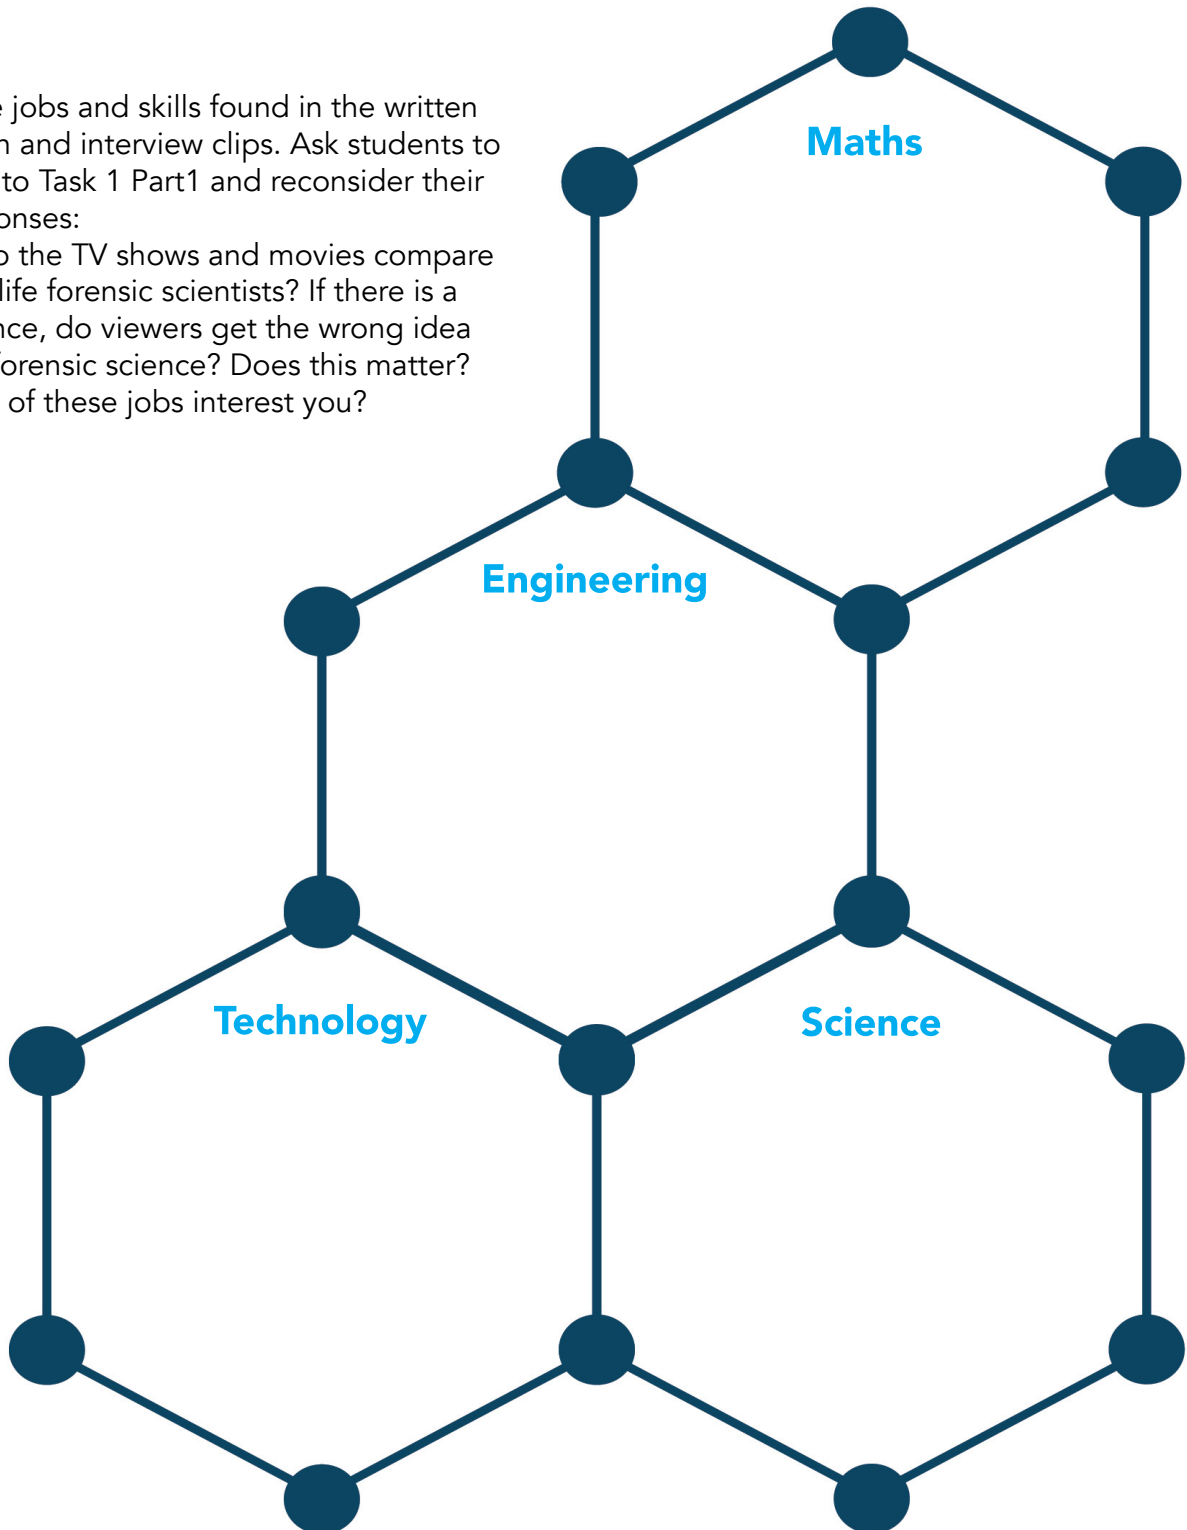 e jobs and skills found in the written
n and interview clips. Ask students to
to Task 1 Part1 and reconsider their
onses:
o the TV shows and movies compare
life forensic scientists? If there is a
nce, do viewers get the wrong idea
forensic science? Does this matter?
of these jobs interest you?
Maths
Engineering
Technology
Science